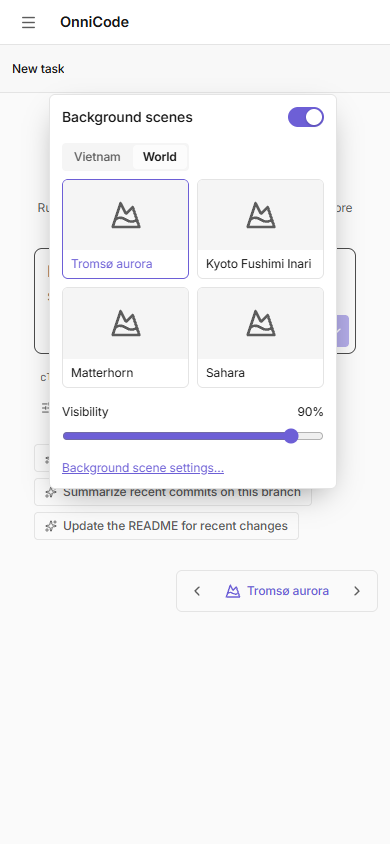 OnniCode
New task
Background scenes
Vietnam World
Tromsø aurora
Kyoto Fushimi Inari
Matterhorn
Sahara
Visibility 90%
Background scene settings...
Summarize recent commits on this branch
Update the README for recent changes
Tromsø aurora